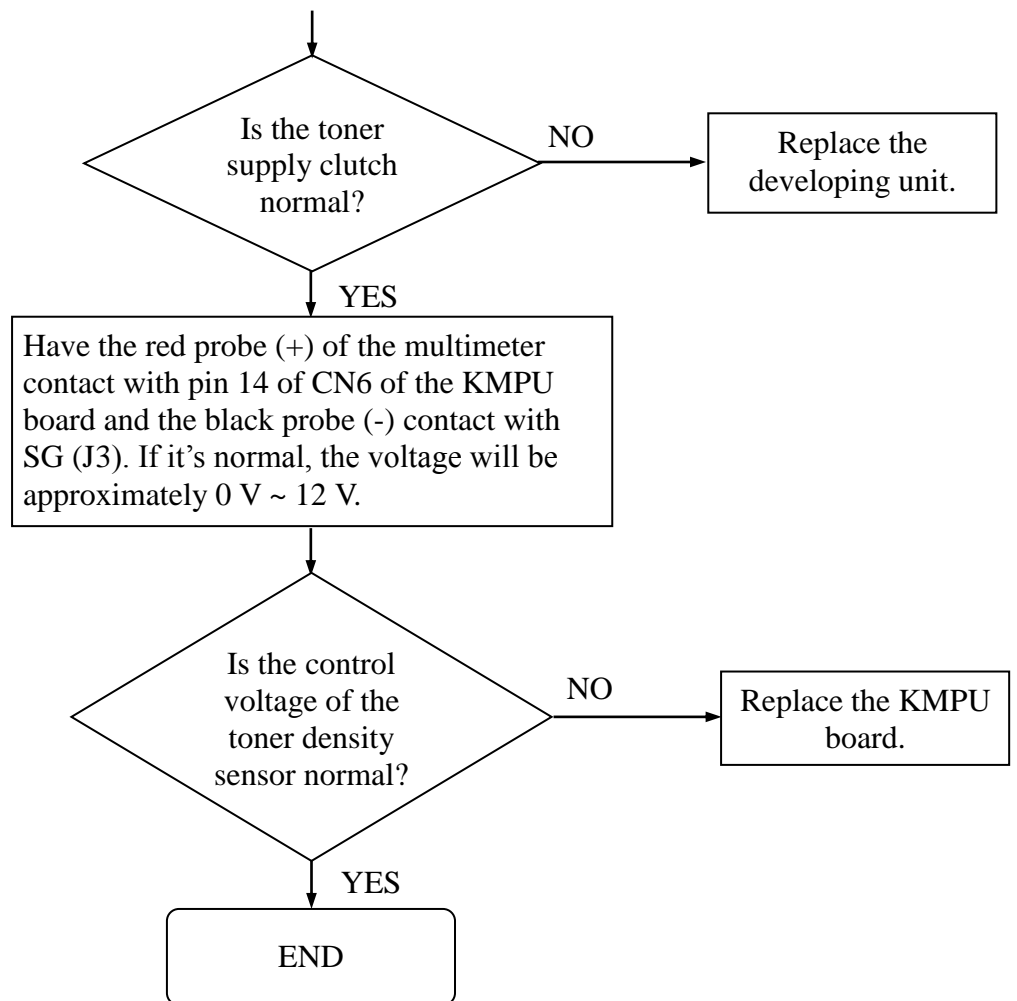 Is the toner
supply clutch
normal?
NO
Replace the
developing unit.
YES
Have the red probe (+) of the multimeter
contact with pin 14 of CN6 of the KMPU
board and the black probe (-) contact with
SG (J3). If it's normal, the voltage will be
approximately 0 V ~ 12 V.
Is the control
voltage of the
toner density
sensor normal?
NO
Replace the KMPU
board.
YES
END